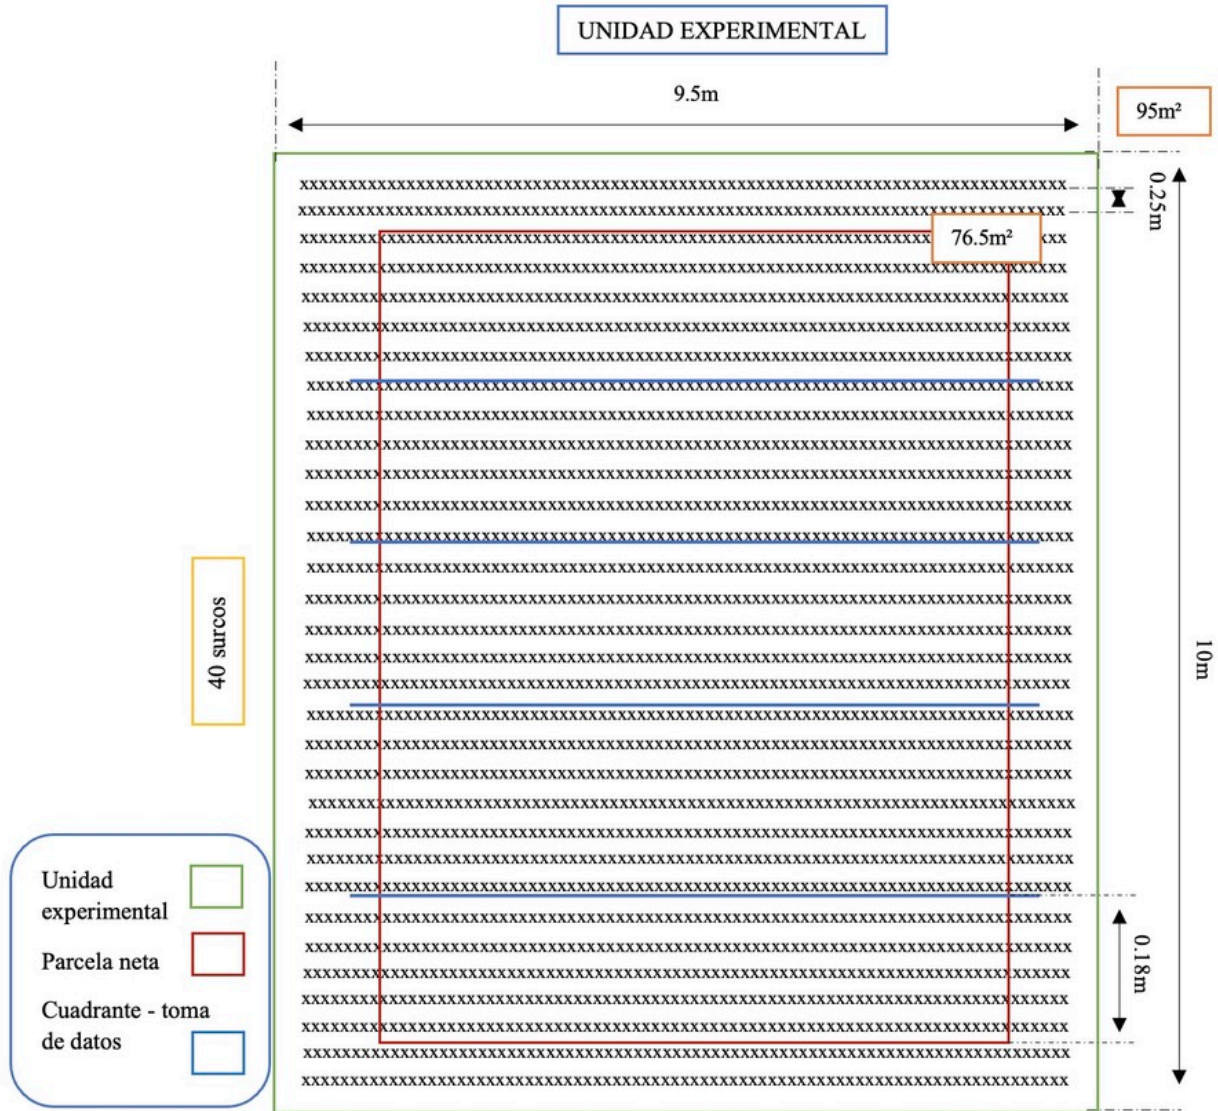 UNIDAD EXPERIMENTAL
9.5m
95m²
0.25m
76.5m²
40 surcos
10m
Unidad
experimental
Parcela neta
Cuadrante - toma
de datos
0.18m